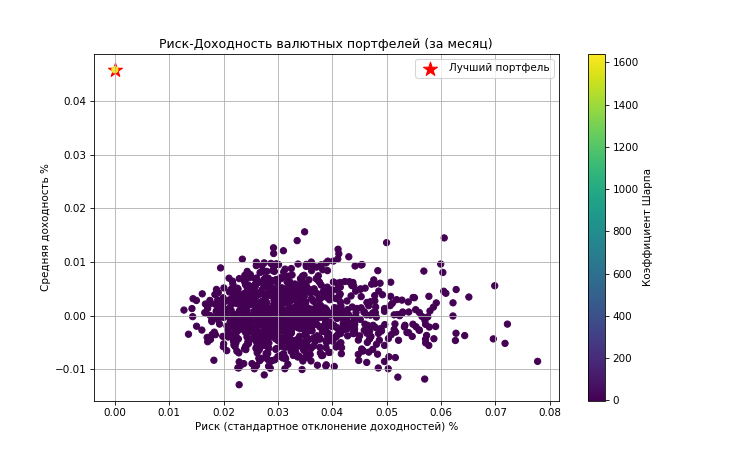 Риск-Доходность валютных портфелей (за месяц)
Лучший портфель
Средняя доходность %
0.04
0.03
0.02
0.01
0.00
−0.01
0.00 0.01 0.02 0.03 0.04 0.05 0.06 0.07 0.08
Риск (стандартное отклонение доходностей) %
1600
1400
1200
1000
800
600
400
200
0
Коэффициент Шарпа